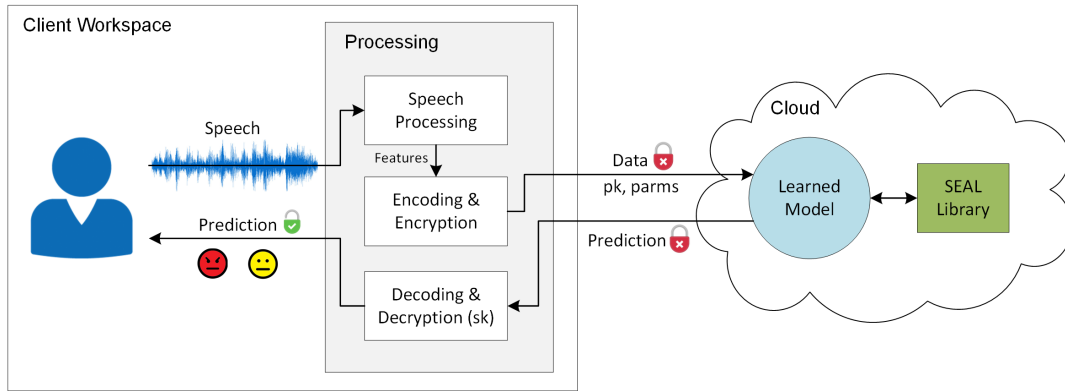 Client Workspace
Processing
Speech
Processing
Speech
Features
Encoding &
Encryption
Prediction
Decoding &
Decryption (sk)
Data
pk, parms
Prediction
Cloud
Learned
Model
SEAL
Library